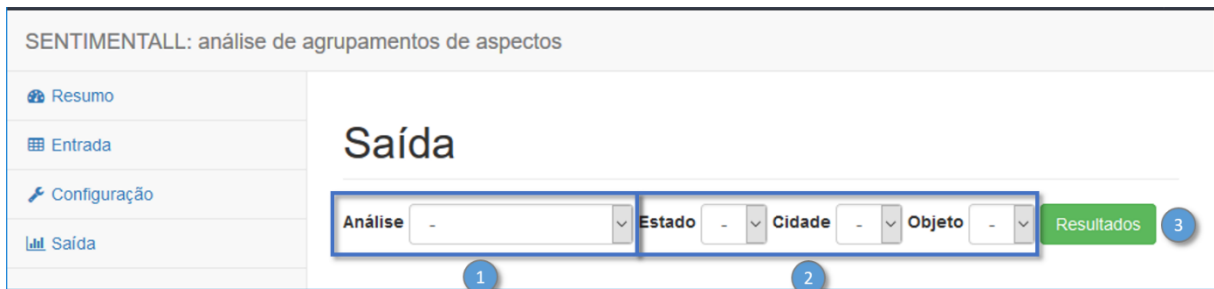 SENTIMENTALL: análise de agrupamentos de aspectos
Resumo
Entrada
Configuração
Saída
Saída
Análise - Estado - Cidade - Objeto - Resultados 3
1 2